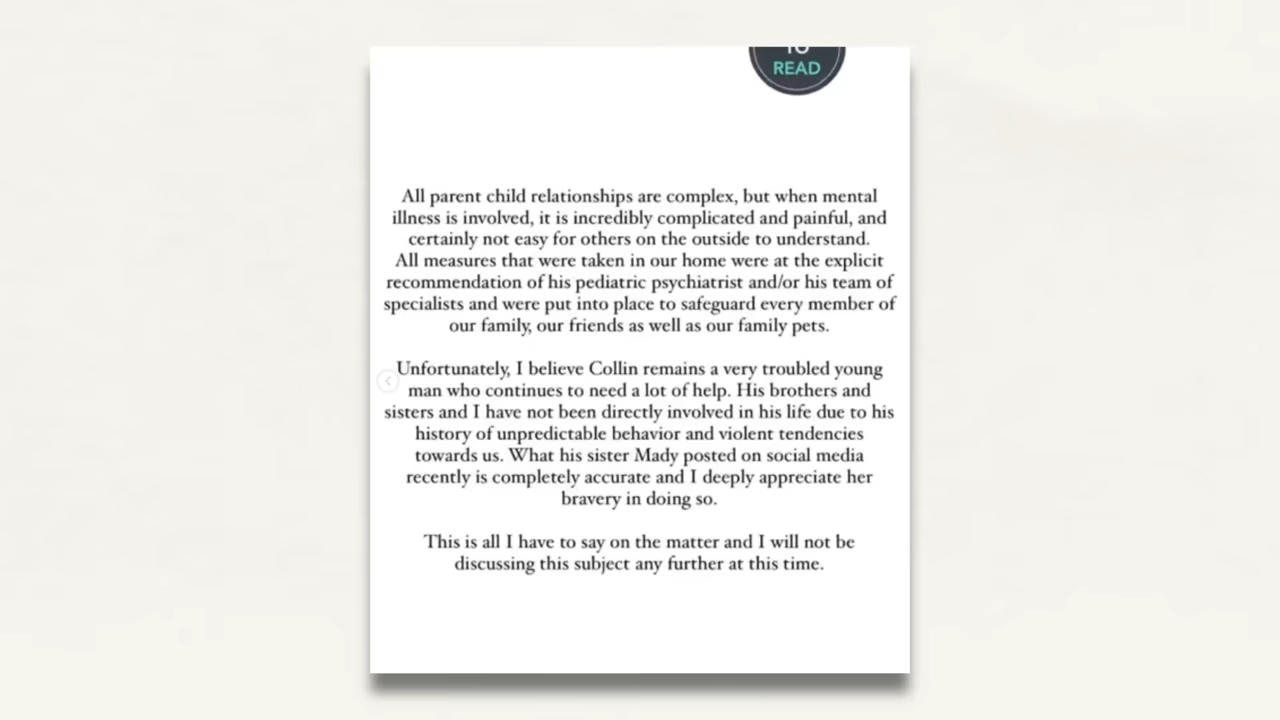 READ
All parent child relationships are complex, but when mental
illness is involved, it is incredibly complicated and painful, and
certainly not easy for others on the outside to understand.
All measures that were taken in our home were at the explicit
recommendation of his pediatric psychiatrist and/or his team of
specialists and were put into place to safeguard every member of
our family, our friends as well as our family pets.
Unfortunately, I believe Collin remains a very troubled young
man who continues to need a lot of help. His brothers and
sisters and I have not been directly involved in his life due to his
history of unpredictable behavior and violent tendencies
towards us. What his sister Mady posted on social media
recently is completely accurate and I deeply appreciate her
bravery in doing so.
This is all I have to say on the matter and I will not be
discussing this subject any further at this time.